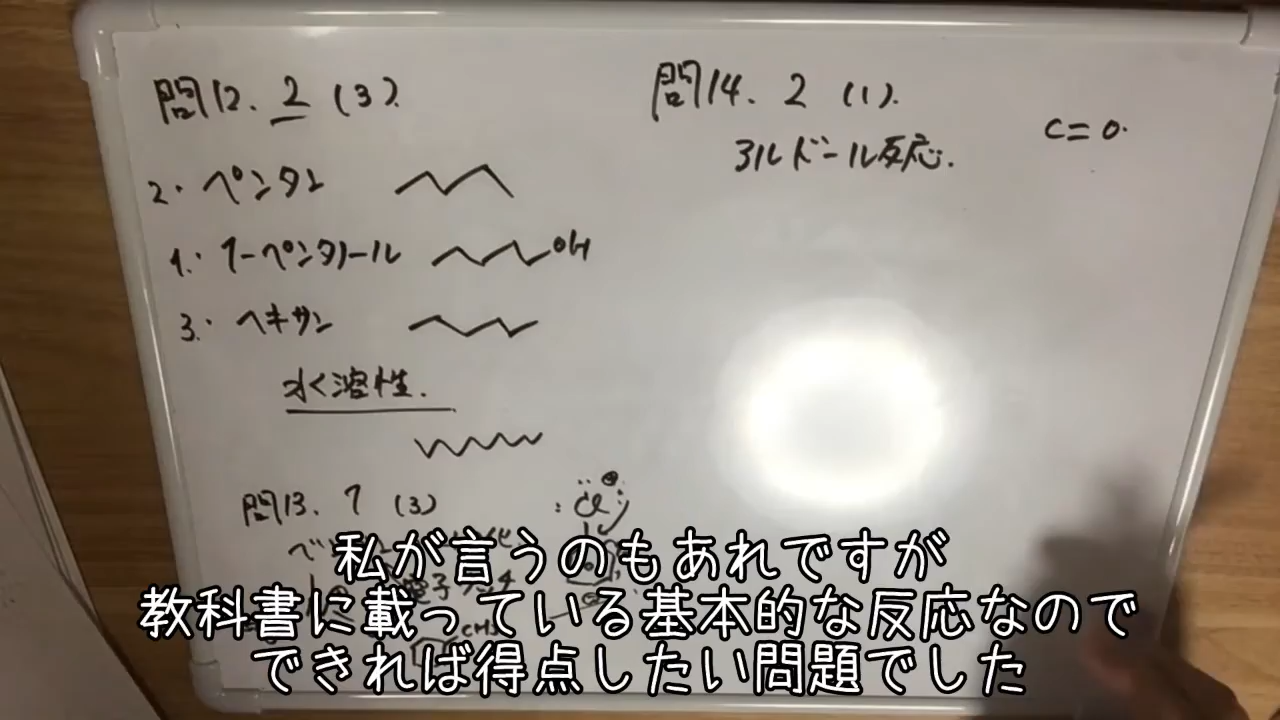 問12. 2 (3).
2. ペンタン
1. 1-ペンタノール OH
3. ヘキサン
水溶性.
問13. 1 (3)
CH3
問14. 2 (1).
アルドール反応.
C=O.
私が言うのもあれですが
教科書に載っている基本的な反応なので
できれば得点したい問題でした